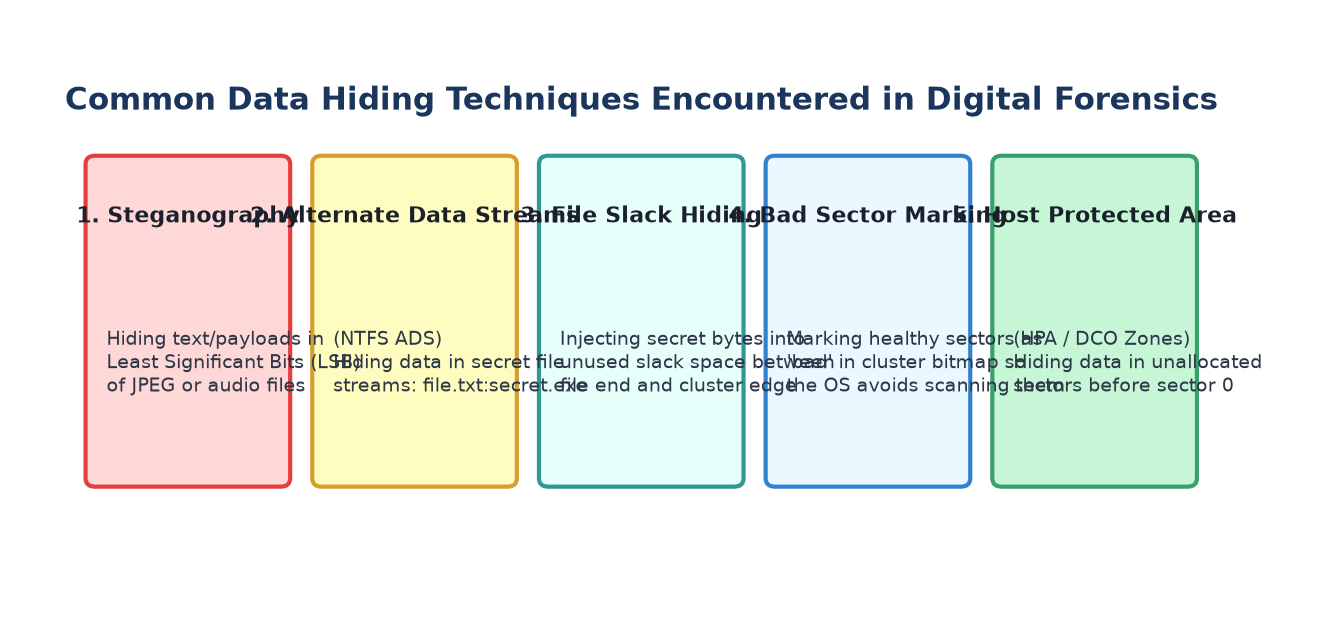 Common Data Hiding Techniques Encountered in Digital Forensics
1. Steganography
2. Alternate Data Streams
3. File Slack Hiding
4. Bad Sector Marking
5. Host Protected Area
Hiding text/payloads in
Least Significant Bits (LSB)
of JPEG or audio files
(NTFS ADS)
Hiding data in secret file
streams: file.txt:secret.exe
Injecting secret bytes into
unused slack space between
file end and cluster edge
Marking healthy sectors as
'bad' in cluster bitmap so
the OS avoids scanning them
(HPA / DCO Zones)
Hiding data in unallocated
sectors before sector 0